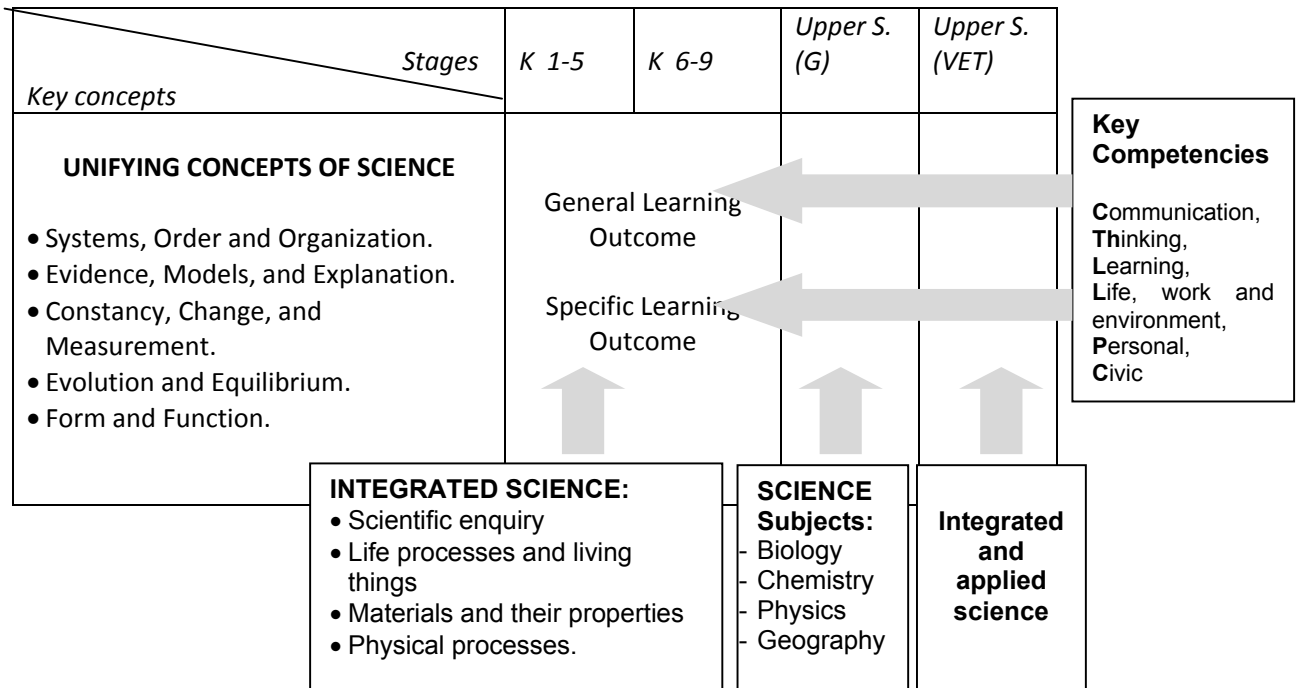 Stages
Key concepts
K 1-5
K 6-9
Upper S.
(G)
Upper S.
(VET)
UNIFYING CONCEPTS OF SCIENCE
• Systems, Order and Organization.
• Evidence, Models, and Explanation.
• Constancy, Change, and
Measurement.
• Evolution and Equilibrium.
• Form and Function.
General Learning
Outcome
Specific Learning
Outcome
Key
Competencies
Communication,
Thinking,
Learning,
Life, work and
environment,
Personal,
Civic
INTEGRATED SCIENCE:
• Scientific enquiry
• Life processes and living
things
• Materials and their properties
• Physical processes.
SCIENCE
Subjects:
- Biology
- Chemistry
- Physics
- Geography
Integrated
and
applied
science